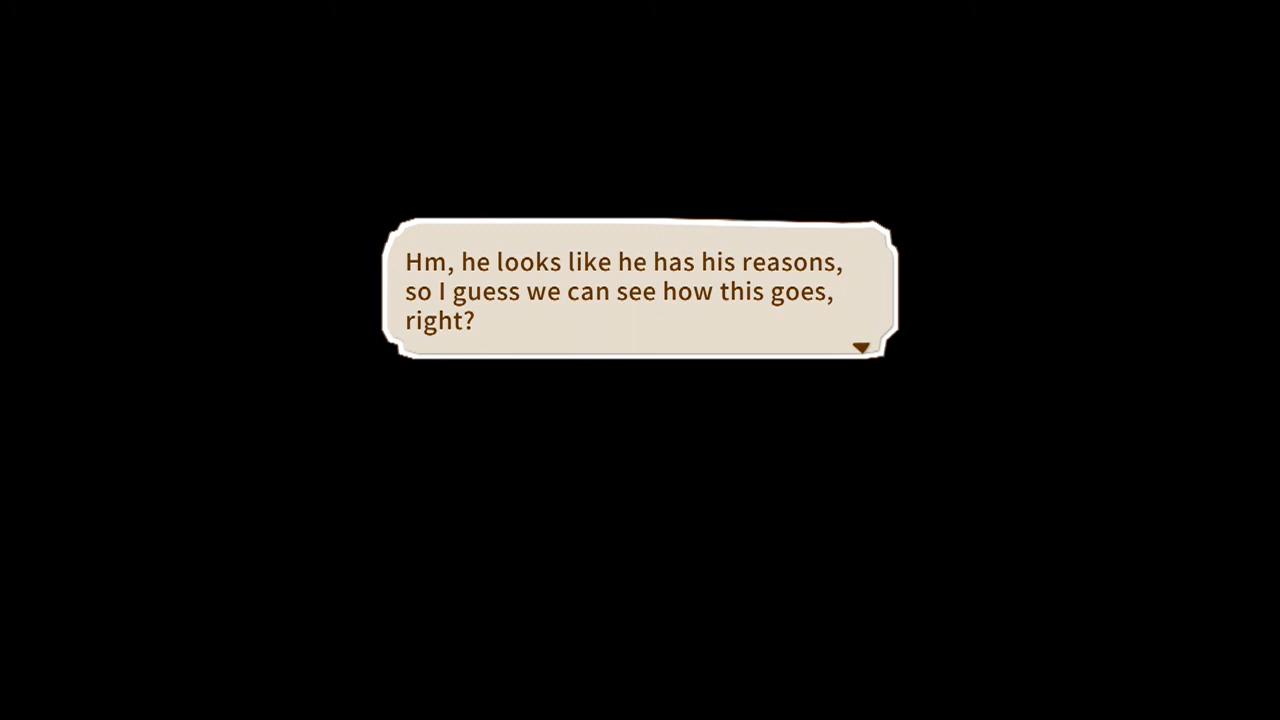 Hm, he looks like he has his reasons,
so I guess we can see how this goes,
right?